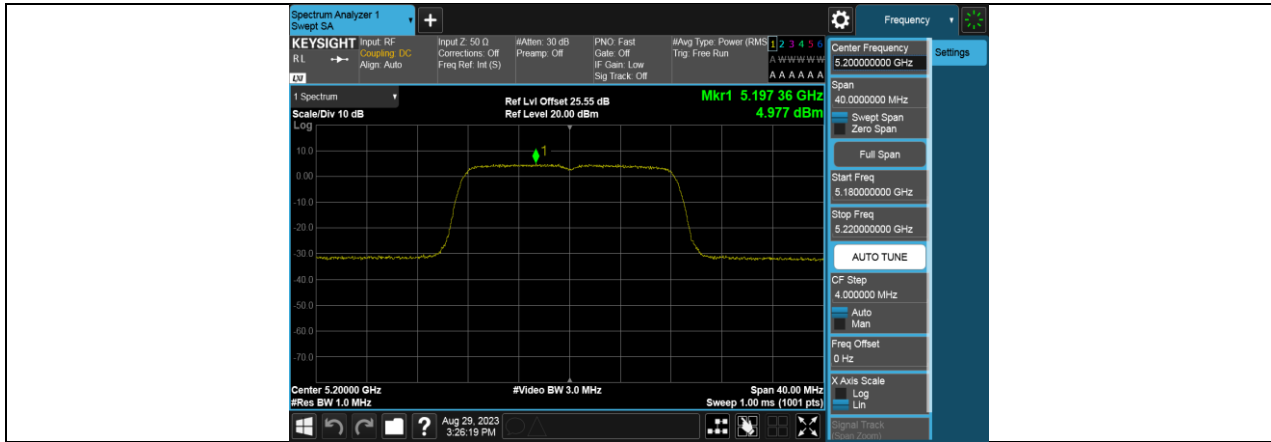 Spectrum Analyzer 1
Swept SA
+
Frequency
KEYSIGHT
RL
LXI
Input: RF
Coupling: DC
Align: Auto
Input Z: 50 Ω
Corrections: Off
Freq Ref: Int (S)
#Atten: 30 dB
Preamp: Off
PNO: Fast
Gate: Off
IF Gain: Low
Sig Track: Off
#Avg Type: Power (RMS
Trig: Free Run
1 2 3 4 5 6
A W W W W W
A A A A A A
1 Spectrum
Scale/Div 10 dB
Log
Ref Lvl Offset 25.55 dB
Ref Level 20.00 dBm
Mkr1 5.197 36 GHz
4.977 dBm
1
10.0
0.00
-10.0
-20.0
-30.0
-40.0
-50.0
-60.0
-70.0
Center 5.20000 GHz
#Res BW 1.0 MHz
#Video BW 3.0 MHz
Span 40.00 MHz
Sweep 1.00 ms (1001 pts)
?
Aug 29, 2023
3:26:19 PM
Center Frequency
5.200000000 GHz
Settings
Span
40.0000000 MHz
Swept Span
Zero Span
Full Span
Start Freq
5.180000000 GHz
Stop Freq
5.220000000 GHz
AUTO TUNE
CF Step
4.000000 MHz
Auto
Man
Freq Offset
0 Hz
X Axis Scale
Log
Lin
Signal Track
(Span Zoom)